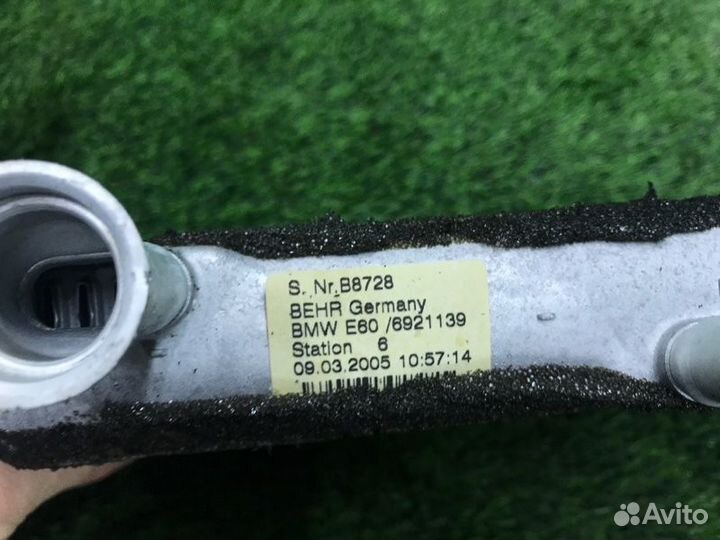 S. Nr.B8728
BEHR Germany
BMW E60 /6921139
Station 6
09.03.2005 10:57:14
Avito